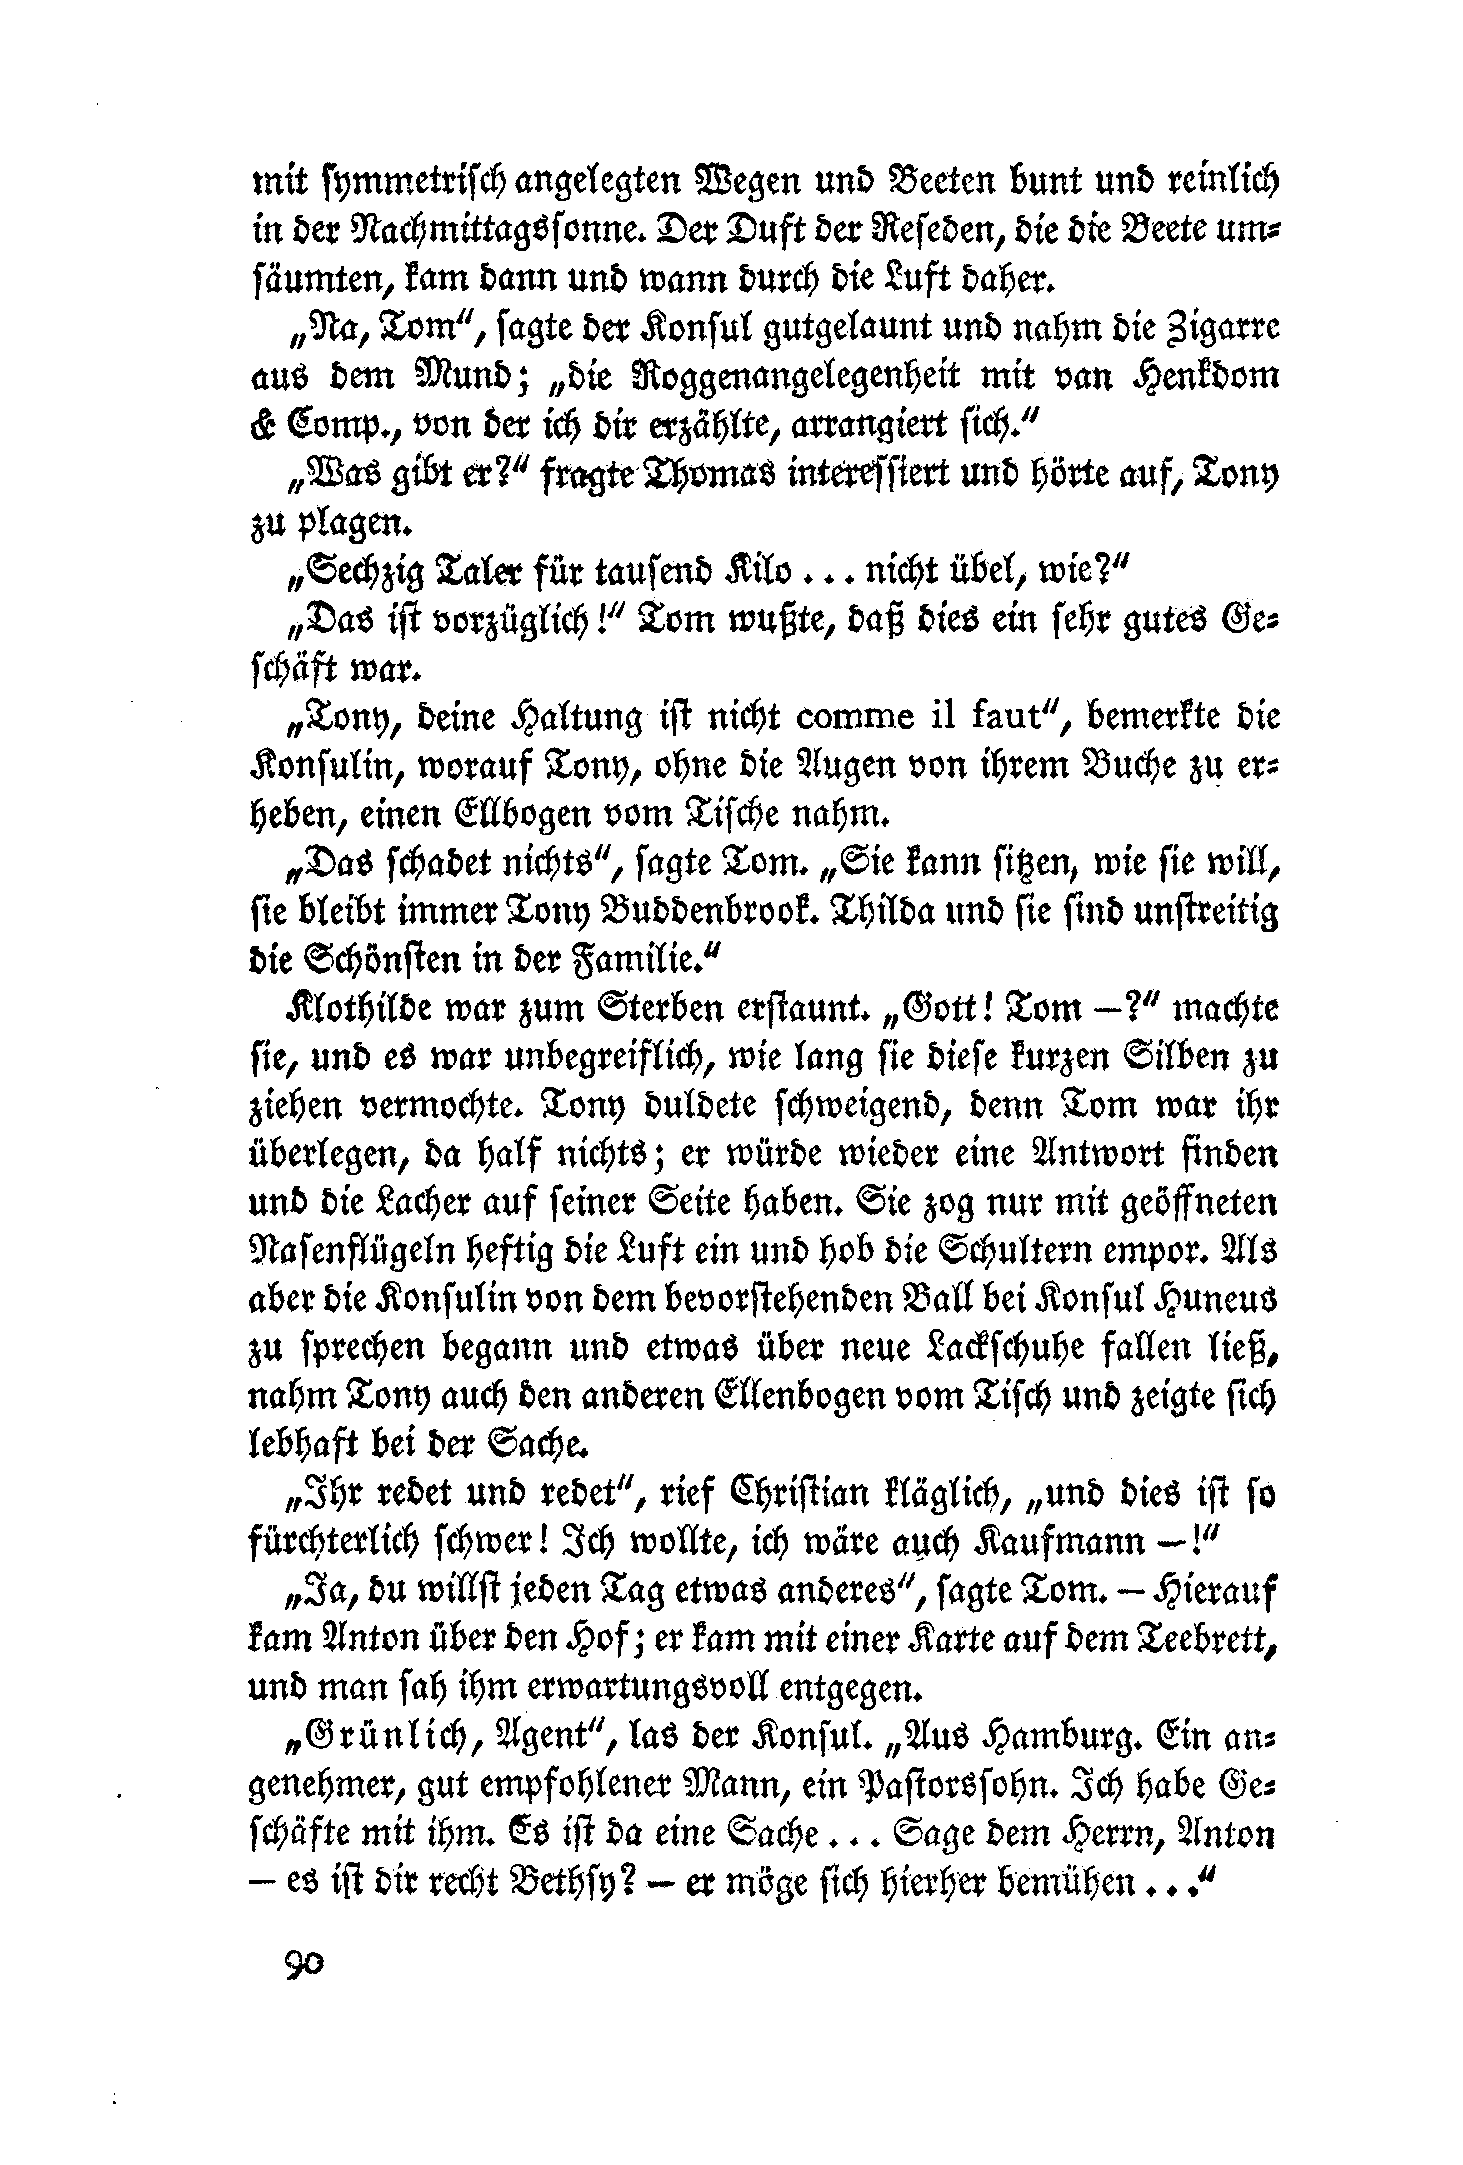 mit symmetrisch angelegten Wegen und Beeten bunt und reinlich
in der Nachmittagssonne. Der Duft der Reseden, die die Beete um-
säumten, kam dann und wann durch die Luft daher.
„Na, Tom“, sagte der Konsul gutgelaunt und nahm die Zigarre
aus dem Mund; „die Roggenangelegenheit mit van Henkdom
& Comp., von der ich dir erzählte, arrangiert sich.“
„Was gibt er?“ fragte Thomas interessiert und hörte auf, Tony
zu plagen.
„Sechzig Taler für tausend Kilo... nicht übel, wie?“
„Das ist vorzüglich!“ Tom wußte, daß dies ein sehr gutes Ge-
schäft war.
„Tony, deine Haltung ist nicht comme il faut“, bemerkte die
Konsulin, worauf Tony, ohne die Augen von ihrem Buche zu er-
heben, einen Ellbogen vom Tische nahm.
„Das schadet nichts“, sagte Tom. „Sie kann sitzen, wie sie will,
sie bleibt immer Tony Buddenbrook. Thilda und sie sind unstreitig
die Schönsten in der Familie.“
Klothilde war zum Sterben erstaunt. „Gott! Tom —?“ machte
sie, und es war unbegreiflich, wie lang sie diese kurzen Silben zu
ziehen vermochte. Tony duldete schweigend, denn Tom war ihr
überlegen, da half nichts; er würde wieder eine Antwort finden
und die Lacher auf seiner Seite haben. Sie zog nur mit geöffneten
Nasenflügeln heftig die Luft ein und hob die Schultern empor. Als
aber die Konsulin von dem bevorstehenden Ball bei Konsul Huneus
zu sprechen begann und etwas über neue Lackschuhe fallen ließ,
nahm Tony auch den anderen Ellenbogen vom Tisch und zeigte sich
lebhaft bei der Sache.
„Ihr redet und redet“, rief Christian kläglich, „und dies ist so
fürchterlich schwer! Ich wollte, ich wäre auch Kaufmann —!“
„Ja, du willst jeden Tag etwas anderes“, sagte Tom. — Hierauf
kam Anton über den Hof; er kam mit einer Karte auf dem Teebrett,
und man sah ihm erwartungsvoll entgegen.
„Grünlich, Agent“, las der Konsul. „Aus Hamburg. Ein an-
genehmer, gut empfohlener Mann, ein Pastorssohn. Ich habe Ge-
schäfte mit ihm. Es ist da eine Sache... Sage dem Herrn, Anton
— es ist dir recht Bethsy? — er möge sich hierher bemühen...“
90